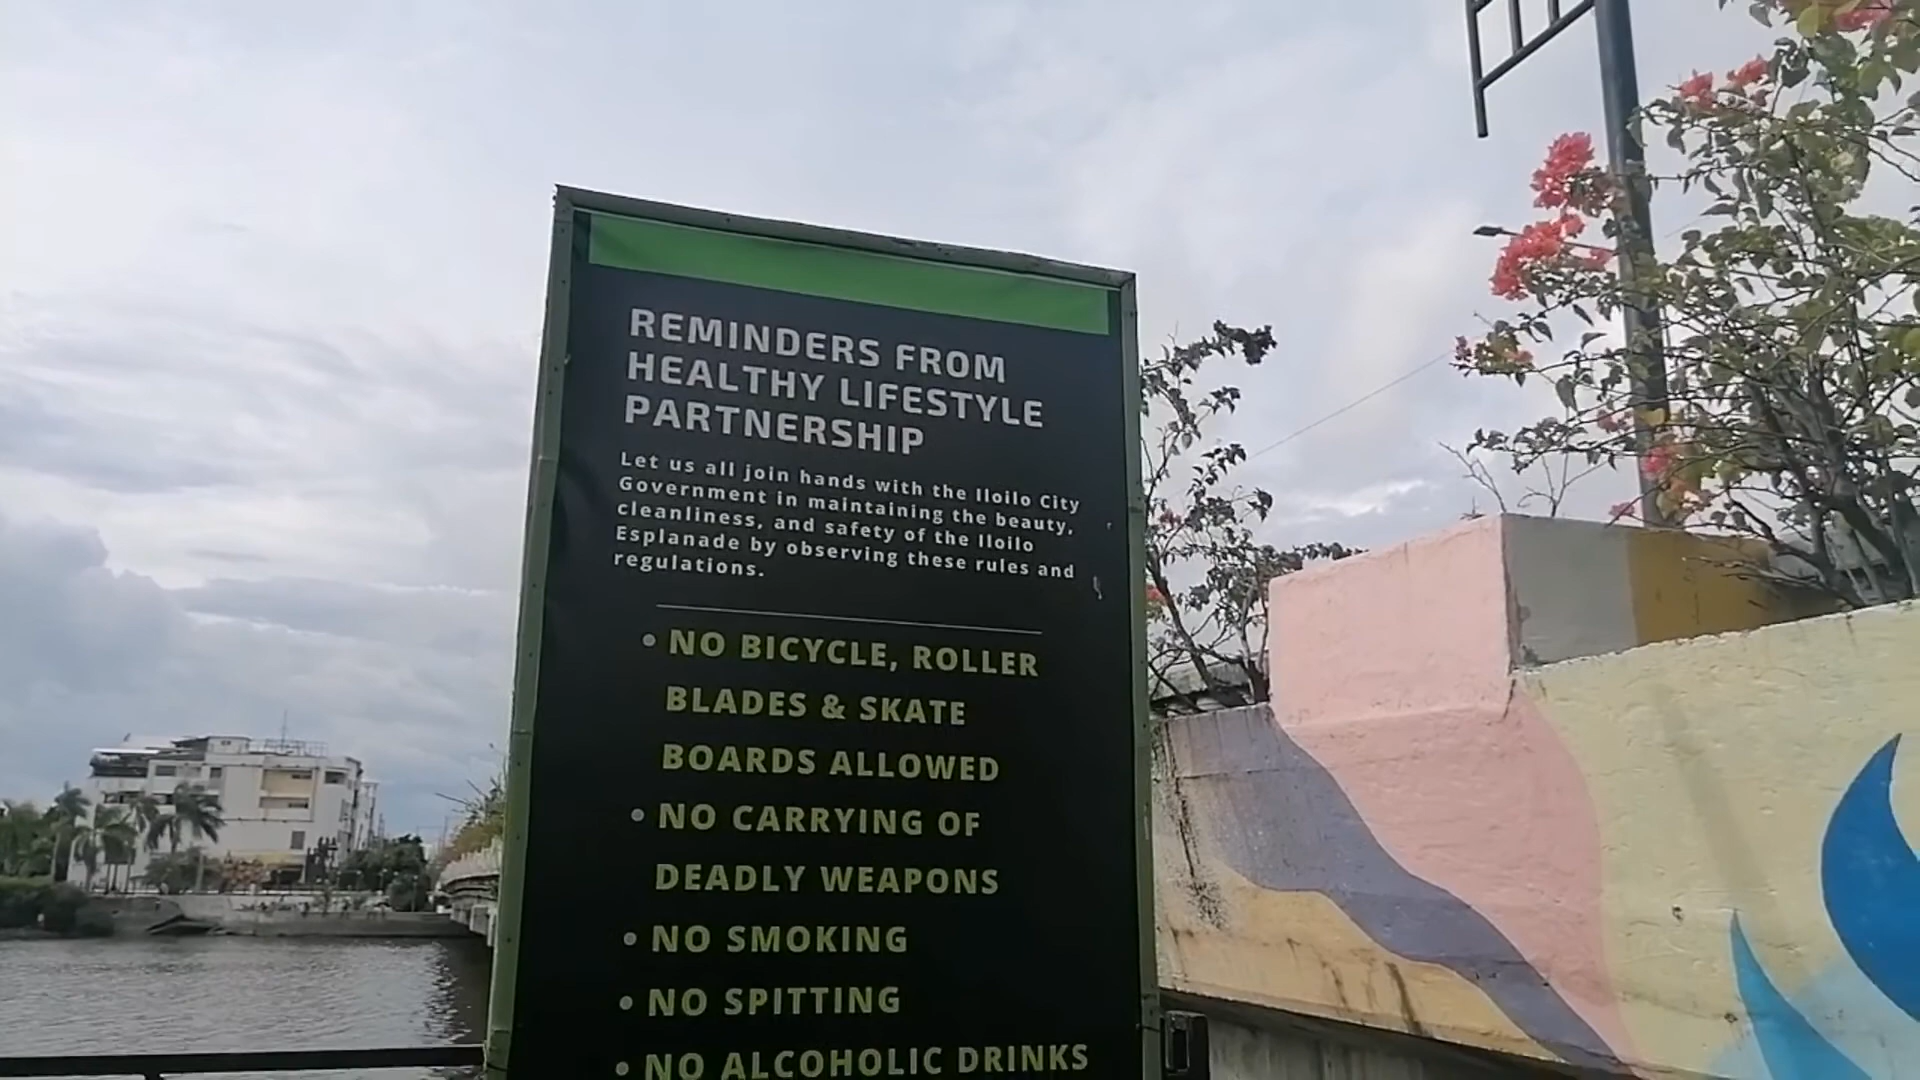 REMINDERS FROM
HEALTHY LIFESTYLE
PARTNERSHIP
Let us all join hands with the Iloilo City
Government in maintaining the beauty,
cleanliness, and safety of the Iloilo
Esplanade by observing these rules and
regulations.
• NO BICYCLE, ROLLER
BLADES & SKATE
BOARDS ALLOWED
• NO CARRYING OF
DEADLY WEAPONS
• NO SMOKING
• NO SPITTING
• NO ALCOHOLIC DRINKS